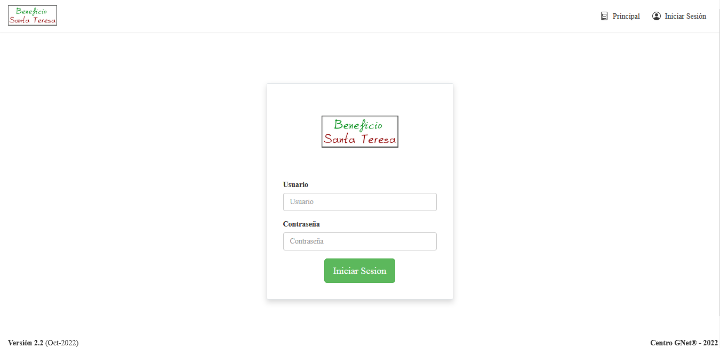 Beneficio
Santa Teresa
Principal
Iniciar Sesión
Beneficio
Santa Teresa
Usuario
Usuario
Contraseña
Contraseña
Iniciar Sesion
Versión 2.2 (Oct-2022)
Centro GNet® - 2022